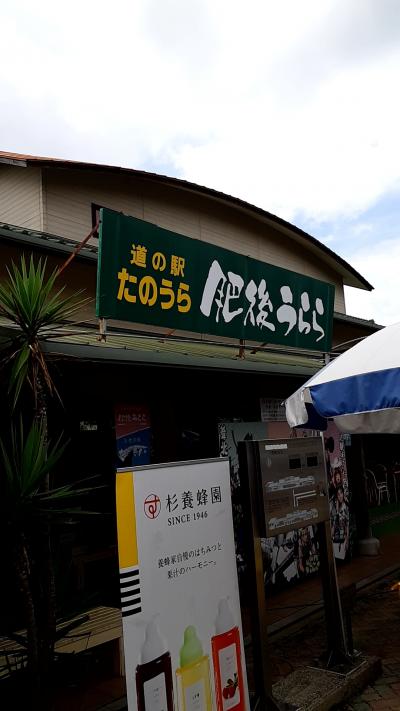 道の駅
たのうら
肥後うらら
す 杉養蜂園
SINCE 1946
養蜂家自慢のはちみつと
果汁のハーモニー。